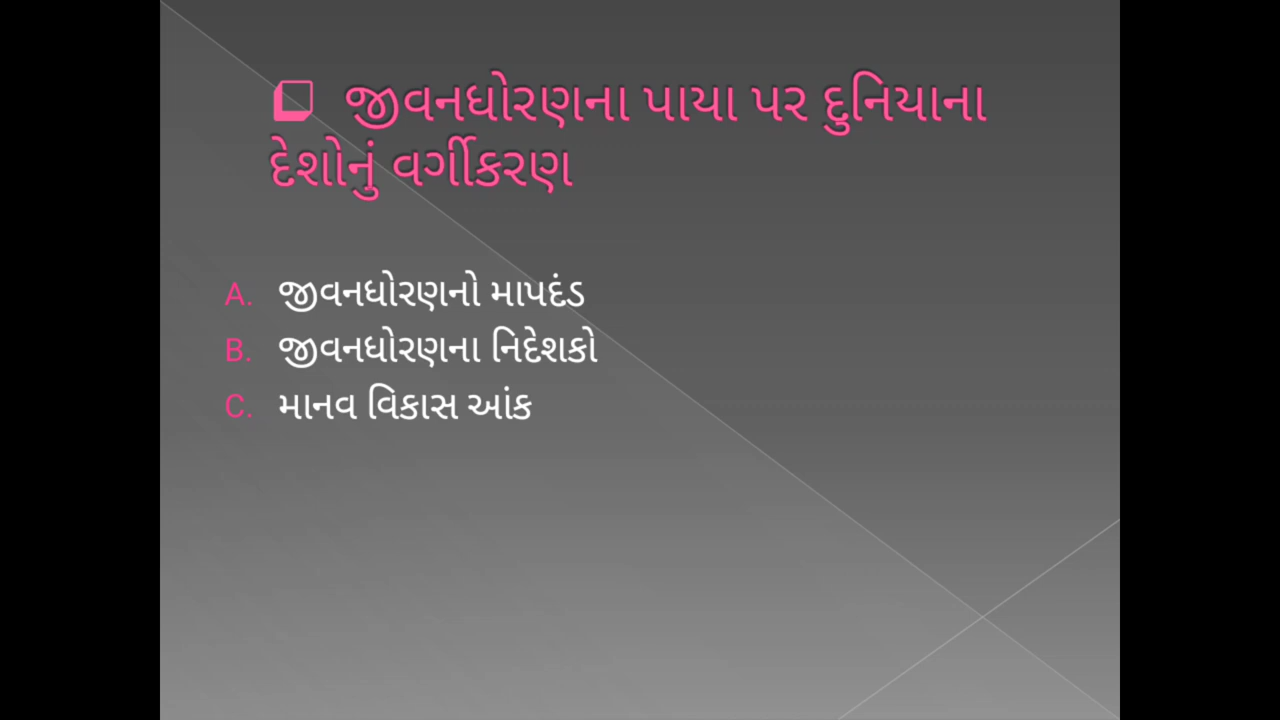 ❑ જીવનધોરણના પાયા પર દુનિયાના
દેશોનું વર્ગીકરણ
A. જીવનધોરણનો માપદંડ
B. જીવનધોરણના નિદેશકો
C. માનવ વિકાસ આંક